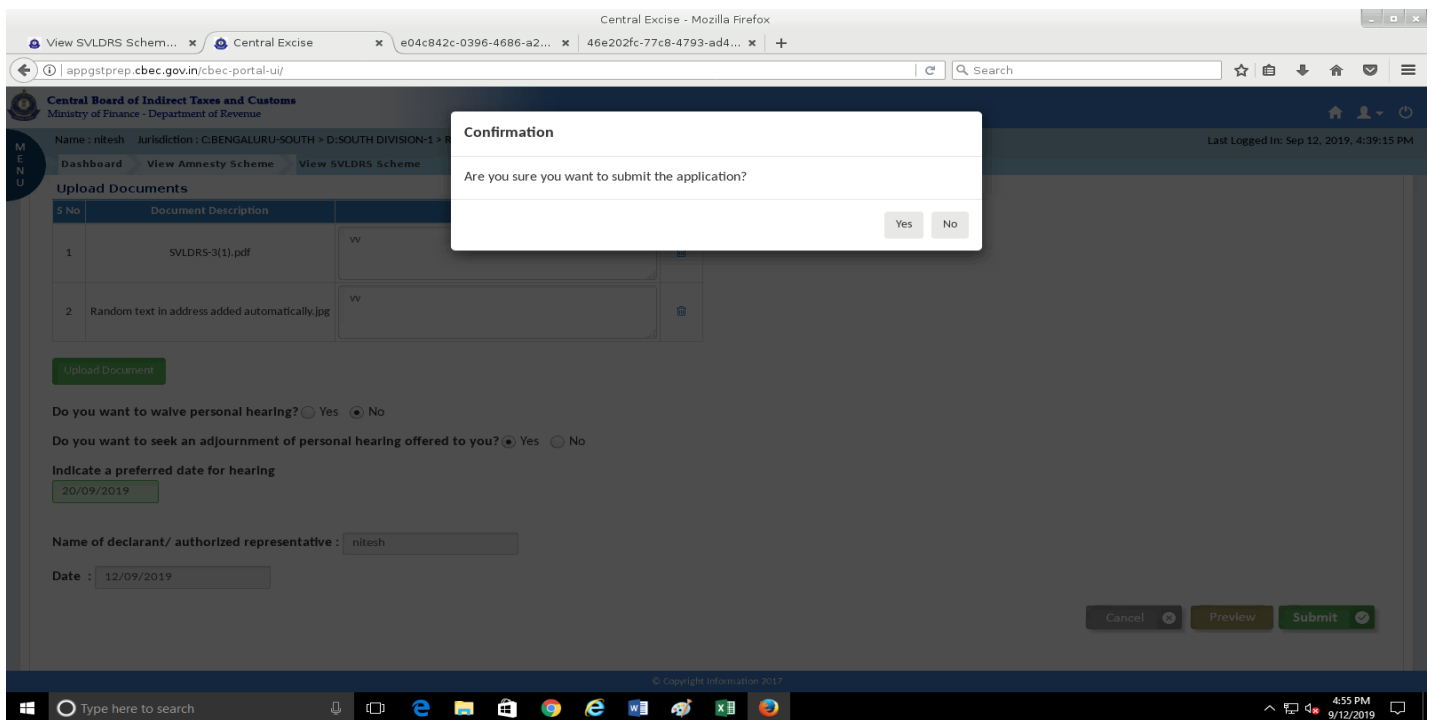 Central Excise - Mozilla Firefox
View SVLDRS Schem... Central Excise e04c842c-0396-4686-a2... 46e202fc-77c8-4793-ad4...
appgstprep.cbec.gov.in/cbec-portal-ui/ Search
Central Board of Indirect Taxes and Customs
Ministry of Finance - Department of Revenue
MENU
Name : nitesh Jurisdiction : C:BENGALURU-SOUTH > D:SOUTH DIVISION-1 > R Last Logged In: Sep 12, 2019, 4:39:15 PM
Dashboard View Amnesty Scheme View SVLDRS Scheme
Confirmation
Are you sure you want to submit the application?
Yes No
Upload Documents
S No Document Description
1 SVLDRS-3(1).pdf vv
2 Random text in address added automatically.jpg vv
Upload Document
Do you want to waive personal hearing? Yes No
Do you want to seek an adjournment of personal hearing offered to you? Yes No
Indicate a preferred date for hearing
20/09/2019
Name of declarant/ authorized representative : nitesh
Date : 12/09/2019
Cancel Preview Submit
© Copyright Information 2017
Type here to search
4:55 PM
9/12/2019